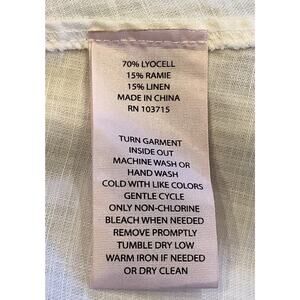 70% LYOCELL
15% RAMIE
15% LINEN
MADE IN CHINA
RN 103715
TURN GARMENT
INSIDE OUT
MACHINE WASH OR
HAND WASH
COLD WITH LIKE COLORS
GENTLE CYCLE
ONLY NON-CHLORINE
BLEACH WHEN NEEDED
REMOVE PROMPTLY
TUMBLE DRY LOW
WARM IRON IF NEEDED
OR DRY CLEAN